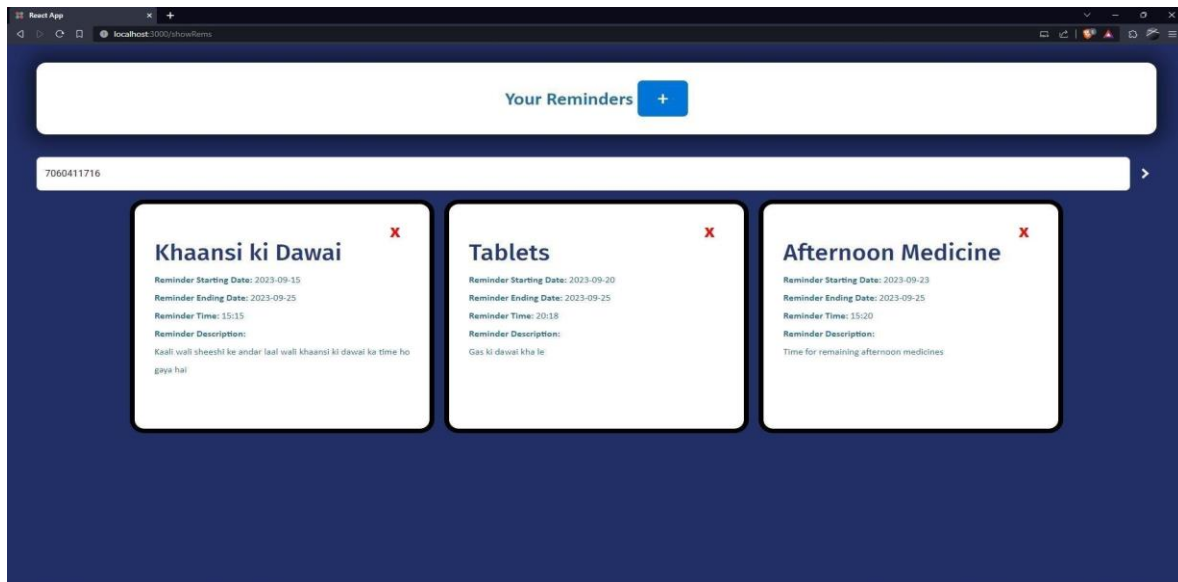 React App
localhost:3000/showRems
Your Reminders +
7060411716
X
Khaansi ki Dawai
Reminder Starting Date: 2023-09-15
Reminder Ending Date: 2023-09-25
Reminder Time: 15:15
Reminder Description:
Kaali wali sheeshi ke andar laal wali khaansi ki dawai ka time ho
gaya hai
X
Tablets
Reminder Starting Date: 2023-09-20
Reminder Ending Date: 2023-09-25
Reminder Time: 20:18
Reminder Description:
Gas ki dawai kha le
X
Afternoon Medicine
Reminder Starting Date: 2023-09-23
Reminder Ending Date: 2023-09-25
Reminder Time: 15:20
Reminder Description:
Time for remaining afternoon medicines